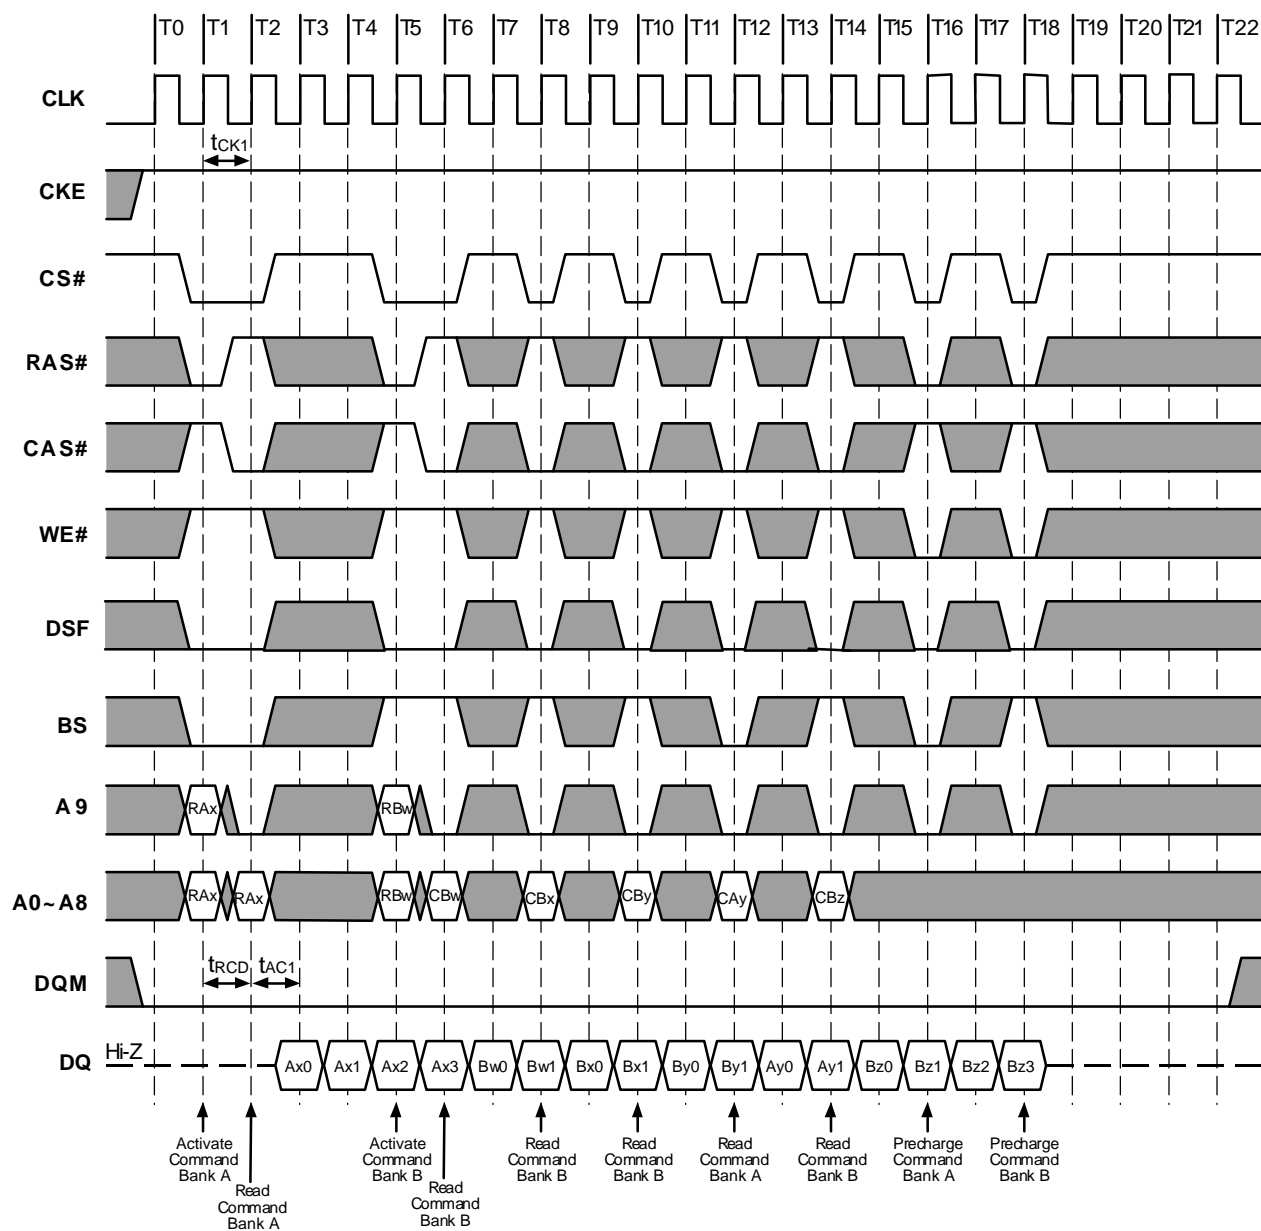 T0 T1 T2 T3 T4 T5 T6 T7 T8 T9 T10 T11 T12 T13 T14 T15 T16 T17 T18 T19 T20 T21 T22
CLK
tCK1
CKE
CS#
RAS#
CAS#
WE#
DSF
BS
A9
RAx RBw
A0~A8
RAx RAx RBw CBw CBx CBy CAy CBz
tRCD tAC1
DQM
Hi-Z
DQ
Ax0 Ax1 Ax2 Ax3 Bw0 Bw1 Bx0 Bx1 By0 By1 Ay0 Ay1 Bz0 Bz1 Bz2 Bz3
Activate
Command
Bank A
Read
Command
Bank A
Activate
Command
Bank B
Read
Command
Bank B
Read
Command
Bank B
Read
Command
Bank B
Read
Command
Bank A
Read
Command
Bank B
Precharge
Command
Bank A
Precharge
Command
Bank B